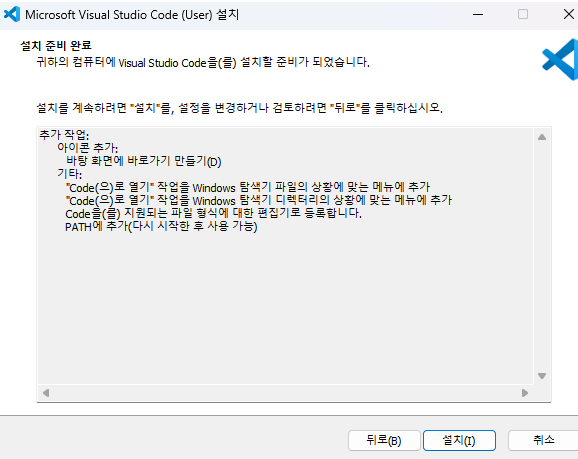 Microsoft Visual Studio Code (User) 설치
설치 준비 완료
귀하의 컴퓨터에 Visual Studio Code을(를) 설치할 준비가 되었습니다.
설치를 계속하려면 "설치"를, 설정을 변경하거나 검토하려면 "뒤로"를 클릭하십시오.
추가 작업:
아이콘 추가:
바탕 화면에 바로가기 만들기(D)
기타:
"Code(으)로 열기" 작업을 Windows 탐색기 파일의 상황에 맞는 메뉴에 추가
"Code(으)로 열기" 작업을 Windows 탐색기 디렉터리의 상황에 맞는 메뉴에 추가
Code을(를) 지원되는 파일 형식에 대한 편집기로 등록합니다.
PATH에 추가(다시 시작한 후 사용 가능)
뒤로(B) 설치(I) 취소